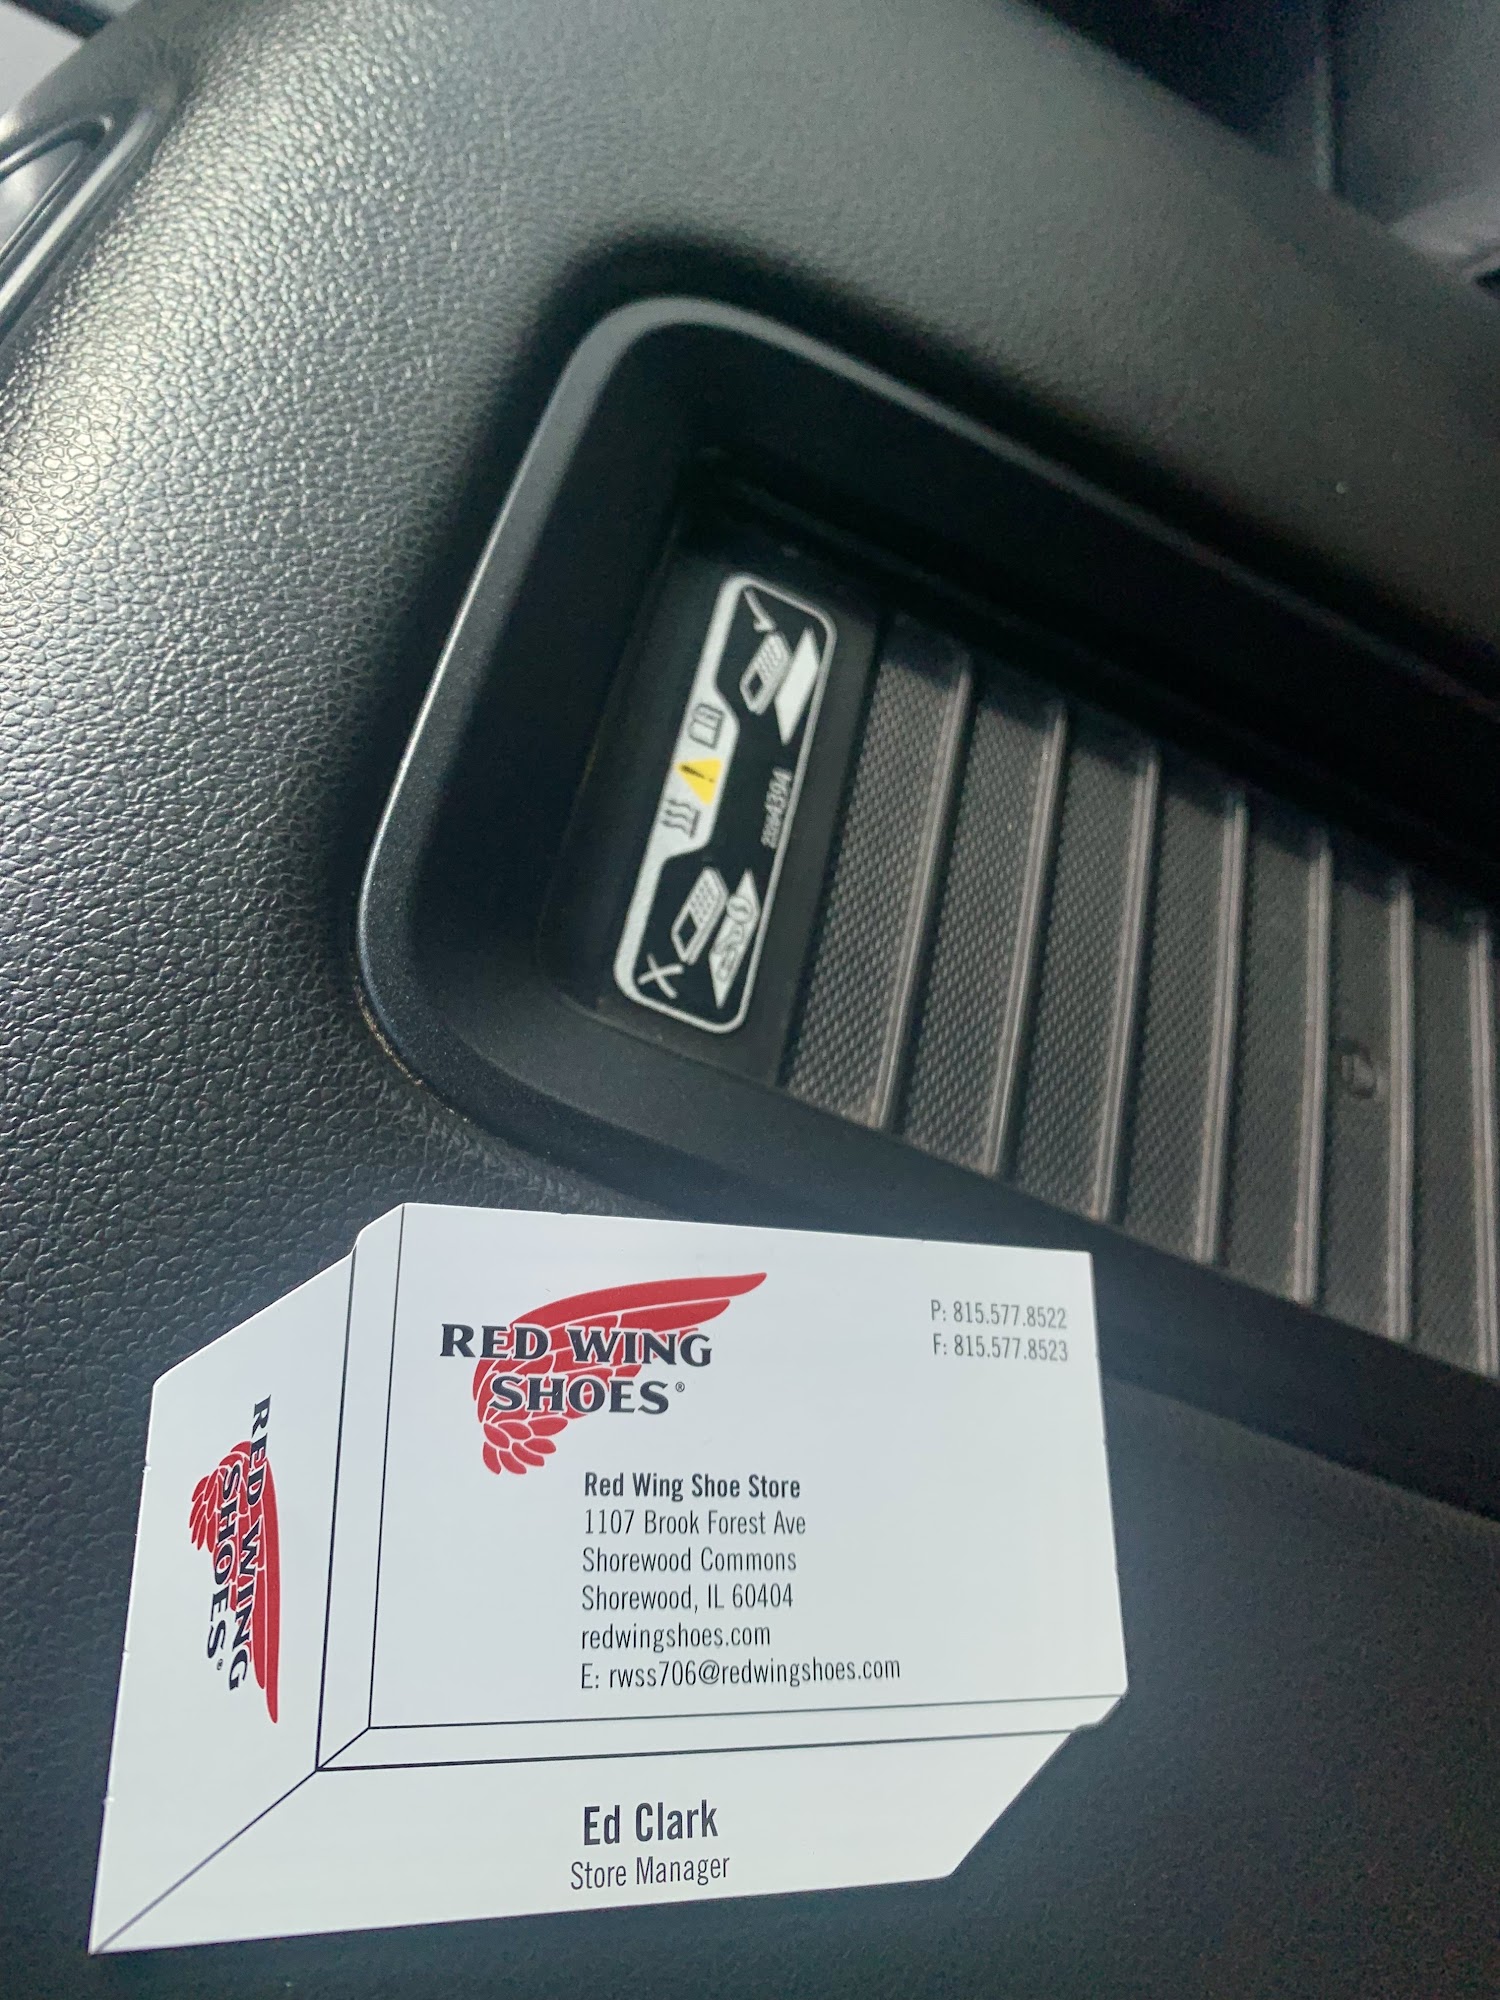 RED WING
SHOES®
P: 815.577.8522
F: 815.577.8523
Red Wing Shoe Store
1107 Brook Forest Ave
Shorewood Commons
Shorewood, IL 60404
redwingshoes.com
E: rwss706@redwingshoes.com
Ed Clark
Store Manager
RED WING
SHOES®